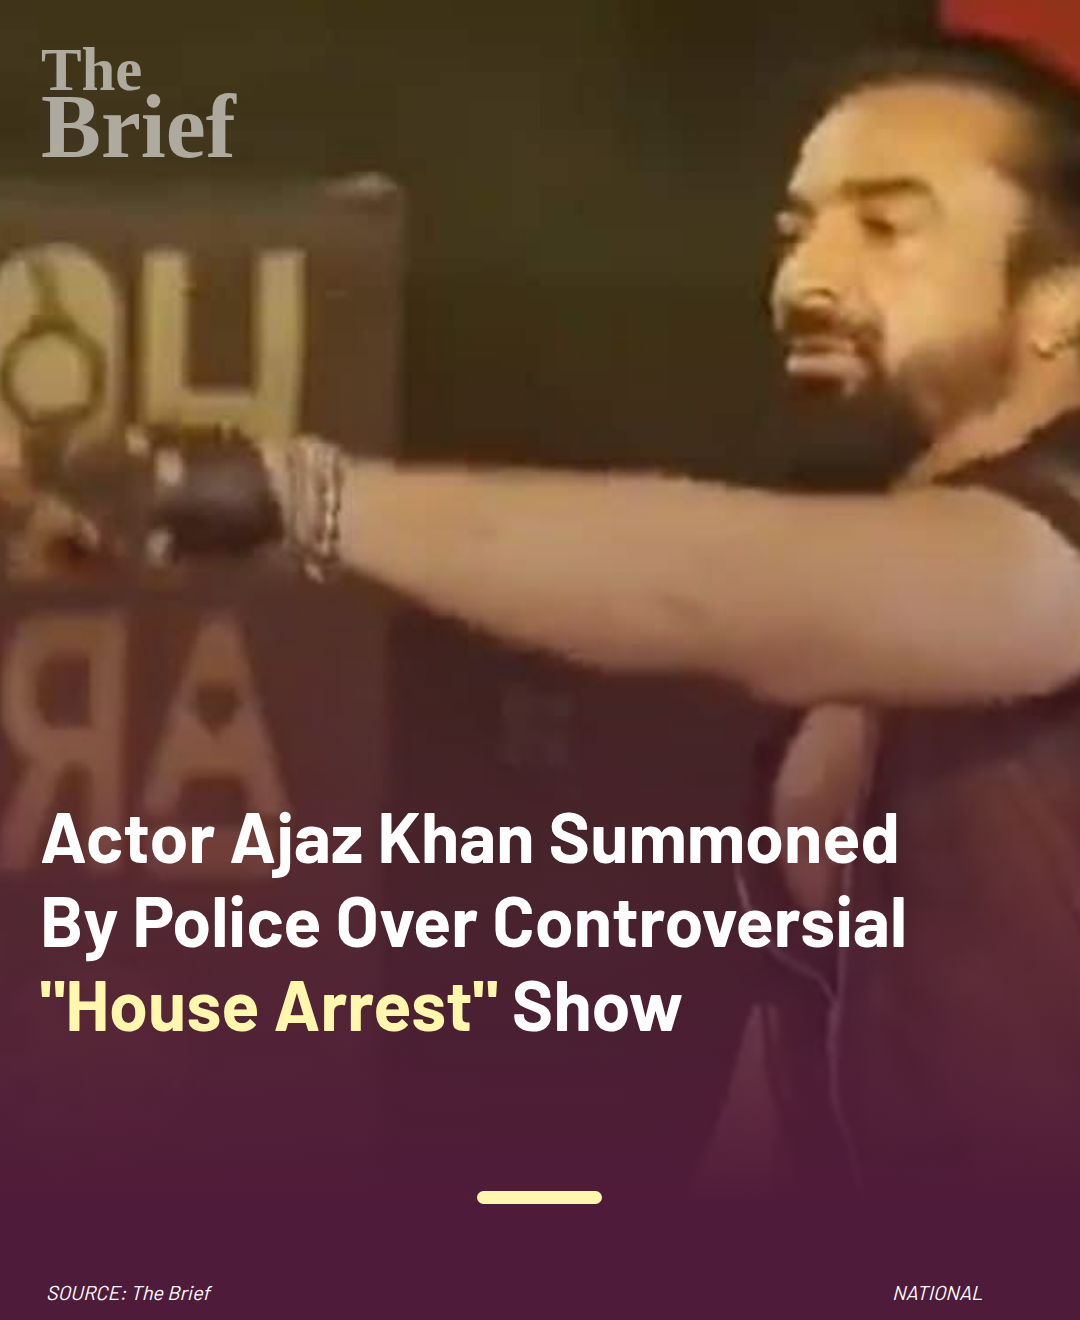 The
Brief
Actor Ajaz Khan Summoned
By Police Over Controversial
"House Arrest" Show
SOURCE: The Brief
NATIONAL